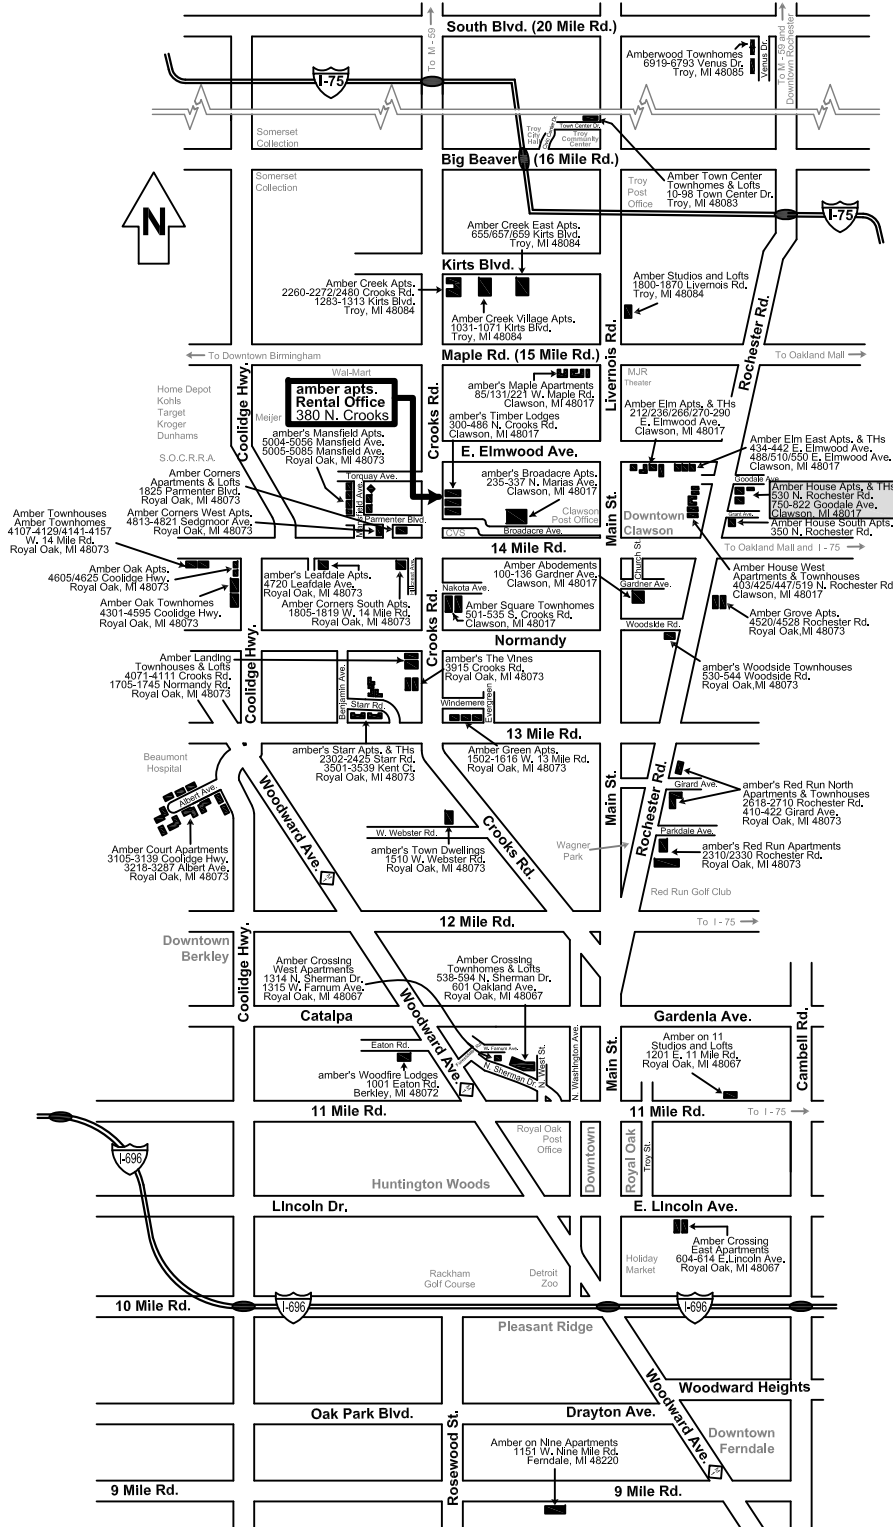 South Blvd. (20 Mile Rd.)
To M - 59
To M - 59 and
Downtown Rochester
Amberwood Townhomes
6919-6793 Venus Dr.
Troy, MI 48085
Venus Dr.
I-75
Somerset
Collection
Troy
City
Hall
Civic Center Dr.
Town Center Dr.
Troy
Community
Center
Big Beaver (16 Mile Rd.)
Somerset
Collection
Troy
Post
Office
Amber Town Center
Townhomes & Lofts
10-98 Town Center Dr.
Troy, MI 48083
N
I-75
Amber Creek East Apts.
655/657/659 Kirts Blvd.
Troy, MI 48084
Kirts Blvd.
Amber Creek Apts.
2260-2272/2480 Crooks Rd.
1283-1313 Kirts Blvd.
Troy, MI 48084
Amber Creek Village Apts.
1031-1071 Kirts Blvd.
Troy, MI 48084
Amber Studios and Lofts
1800-1870 Livernois Rd.
Troy, MI 48084
Livernois Rd.
Rochester Rd.
Maple Rd. (15 Mile Rd.)
To Downtown Birmingham
To Oakland Mall
Coolidge Hwy.
Crooks Rd.
Wal-Mart
MJR
Theater
Home Depot
Kohls
Target
Kroger
Dunhams
Meijer
S.O.C.R.R.A.
amber apts.
Rental Office
380 N. Crooks
amber's Maple Apartments
85/131/221 W. Maple Rd.
Clawson, MI 48017
amber's Timber Lodges
300-486 N. Crooks Rd.
Clawson, MI 48017
Amber Elm Apts. & THs
212/236/266/270-290
E. Elmwood Ave.
Clawson, MI 48017
amber's Mansfield Apts.
5004-5056 Mansfield Ave.
5005-5085 Mansfield Ave.
Royal Oak, MI 48073
E. Elmwood Ave.
Amber Elm East Apts. & THs
434-442 E. Elmwood Ave.
488/510/550 E. Elmwood Ave.
Clawson, MI 48017
Amber Corners
Apartments & Lofts
1825 Parmenter Blvd.
Royal Oak, MI 48073
Torquay Ave.
Mansfield Ave.
Parmenter Blvd.
amber's Broadacre Apts.
235-337 N. Marias Ave.
Clawson, MI 48017
Main St.
Goodale Ave.
Grant Ave.
Amber House Apts, & THs
530 N. Rochester Rd.
750-822 Goodale Ave.
Clawson, MI 48017
Amber House South Apts.
350 N. Rochester Rd.
Amber Corners West Apts.
4813-4821 Sedgmoor Ave.
Royal Oak, MI 48073
Amber Townhouses
Amber Townhomes
4107-4129/4141-4157
W. 14 Mile Rd.
Royal Oak, MI 48073
Clawson
Post Office
CVS
Broadacre Ave.
Downtown
Clawson
14 Mile Rd.
Church St.
To Oakland Mall and I - 75
Amber Oak Apts.
4605/4625 Coolidge Hwy.
Royal Oak, MI 48073
Amber Oak Townhomes
4301-4595 Coolidge Hwy.
Royal Oak, MI 48073
amber's Leafdale Apts.
4720 Leafdale Ave.
Royal Oak, MI 48073
Amber Corners South Apts.
1805-1819 W. 14 Mile Rd.
Royal Oak, MI 48073
Nakota Ave.
Amber Square Townhomes
501-535 S. Crooks Rd.
Clawson, MI 48017
Amber Abodements
100-136 Gardner Ave.
Clawson, MI 48017
Gardner Ave.
Amber House West
Apartments & Townhouses
403/425/447/519 N. Rochester Rd.
Clawson, MI 48017
Amber Grove Apts.
4520/4528 Rochester Rd.
Royal Oak,MI 48073
Woodside Rd.
Normandy
Coolidge Hwy.
Crooks Rd.
Amber Landing
Townhouses & Lofts
4071-4111 Crooks Rd.
1705-1745 Normandy Rd.
Royal Oak, MI 48073
Benjamin Ave.
Starr Rd.
amber's The Vines
3915 Crooks Rd.
Royal Oak, MI 48073
Windemere
Evergreen
amber's Woodside Townhouses
530-544 Woodside Rd.
Royal Oak,MI 48073
13 Mile Rd.
amber's Starr Apts. & THs
2302-2425 Starr Rd.
3501-3539 Kent Ct.
Royal Oak, MI 48073
Amber Green Apts.
1502-1616 W. 13 Mile Rd.
Royal Oak, MI 48073
Beaumont
Hospital
Albert Ave.
Woodward Ave.
Crooks Rd.
Main St.
Rochester Rd.
Girard Ave.
amber's Red Run North
Apartments & Townhouses
2618-2710 Rochester Rd.
410-422 Girard Ave.
Royal Oak, MI 48073
Parkdale Ave.
Amber Court Apartments
3105-3139 Coolidge Hwy.
3218-3287 Albert Ave.
Royal Oak, MI 48073
W. Webster Rd.
amber's Town Dwellings
1510 W. Webster Rd.
Royal Oak, MI 48073
Wagner
Park
amber's Red Run Apartments
2310/2330 Rochester Rd.
Royal Oak, MI 48073
Red Run Golf Club
12 Mile Rd.
To I - 75
Downtown
Berkley
Coolidge Hwy.
Amber Crossing
West Apartments
1314 N. Sherman Dr.
1315 W. Farnum Ave.
Royal Oak, MI 48067
Amber Crossing
Townhomes & Lofts
538-594 N. Sherman Dr.
601 Oakland Ave.
Royal Oak, MI 48067
Catalpa
Woodward Ave.
Gardenia Ave.
Cambell Rd.
Eaton Rd.
W. Farnum Ave.
N. Sherman Dr.
N. West St.
N. Washington Ave.
Main St.
amber's Woodfire Lodges
1001 Eaton Rd.
Berkley, MI 48072
Amber on 11
Studios and Lofts
1201 E. 11 Mile Rd.
Royal Oak, MI 48067
11 Mile Rd.
11 Mile Rd.
To I - 75
I-696
Royal Oak
Post
Office
Downtown
Royal Oak
Troy St.
Huntington Woods
Lincoln Dr.
E. Lincoln Ave.
Amber Crossing
East Apartments
604-614 E.Lincoln Ave.
Royal Oak, MI 48067
Rackham
Golf Course
Detroit
Zoo
Holiday
Market
10 Mile Rd.
I-696
I-696
Pleasant Ridge
Woodward Ave.
Woodward Heights
Oak Park Blvd.
Rosewood St.
Drayton Ave.
Downtown
Ferndale
Amber on Nine Apartments
1151 W. Nine Mile Rd.
Ferndale, MI 48220
9 Mile Rd.
9 Mile Rd.